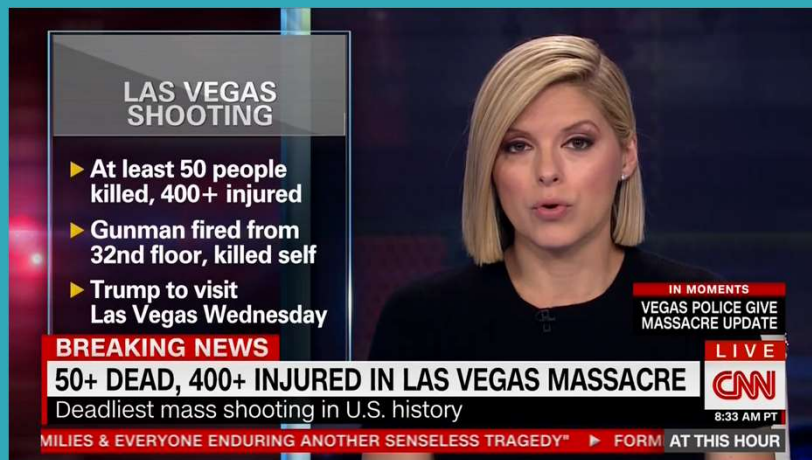 LAS VEGAS
SHOOTING
At least 50 people
killed, 400+ injured
Gunman fired from
32nd floor, killed self
Trump to visit
Las Vegas Wednesday
IN MOMENTS
VEGAS POLICE GIVE
MASSACRE UPDATE
BREAKING NEWS
LIVE
50+ DEAD, 400+ INJURED IN LAS VEGAS MASSACRE
CNN
Deadliest mass shooting in U.S. history
8:33 AM PT
MILIES & EVERYONE ENDURING ANOTHER SENSELESS TRAGEDY" ▶ FORM
AT THIS HOUR